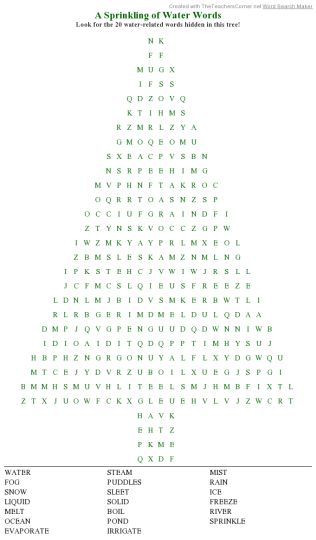 Created with TheTeachersCorner.net Word Search Maker
A Sprinkling of Water Words
Look for the 20 water-related words hidden in this tree!
N K
F F
M U G X
I F S S
Q D Z O V Q
K T I H M S
R Z M R L Z Y A
G M O Q E O M U
S X E A C P V S B N
N S R P E E H I M G
M V P H N F T A K R O C
O Q R R T O A S N Z S P
O C C I U F G R A I N D F I
Z T Y N S K V O C C Z G P W
I W Z M K Y A Y P R L M X E O L
Z B M S L E S K A M Z N M L N G
I P K S T E H C J V W I W J R S L L
J C F M C S L Q I E U S F R E E Z E
L D N L M J B I D V S M K E R B W T L I
R L R B G E R I M D M E L D U L Q D A A
D M P J Q V G P E N G U U D Q D W N N I W B
I D I O A I D I T Q D Q P P T I M H Y S U J
H B P H Z N G R G O N U Y A L F L X Y D G W Q U
M T C E J Y D V R Z U B O I L X U E G J S P G I
B M M H S M U V H L I T E E L S M J H M B F I X T L
Z T X J U O W F C K X G L E U E H V L V J Z W C R T
H A V K
E H T Z
P K M E
Q X D F
WATER STEAM MIST
FOG PUDDLES RAIN
SNOW SLEET ICE
LIQUID SOLID FREEZE
MELT BOIL RIVER
OCEAN POND SPRINKLE
EVAPORATE IRRIGATE